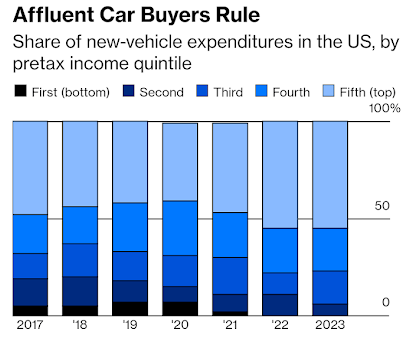 Affluent Car Buyers Rule
Share of new-vehicle expenditures in the US, by
pretax income quintile
First (bottom) Second Third Fourth Fifth (top)
100%
50
0
2017 '18 '19 '20 '21 '22 2023